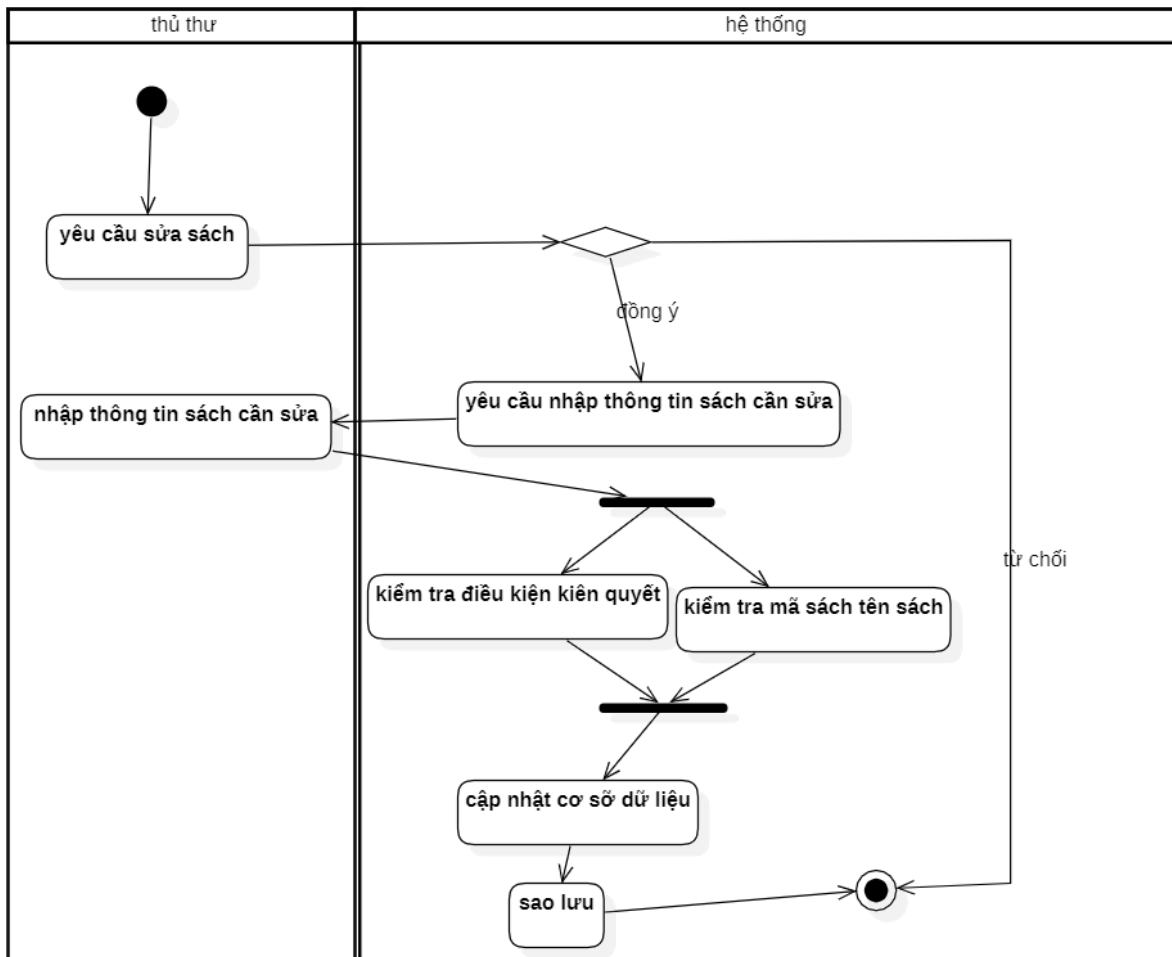 thủ thư
hệ thống
yêu cầu sửa sách
đồng ý
yêu cầu nhập thông tin sách cần sửa
nhập thông tin sách cần sửa
từ chối
kiểm tra điều kiện kiên quyết
kiểm tra mã sách tên sách
cập nhật cơ sỡ dữ liệu
sao lưu